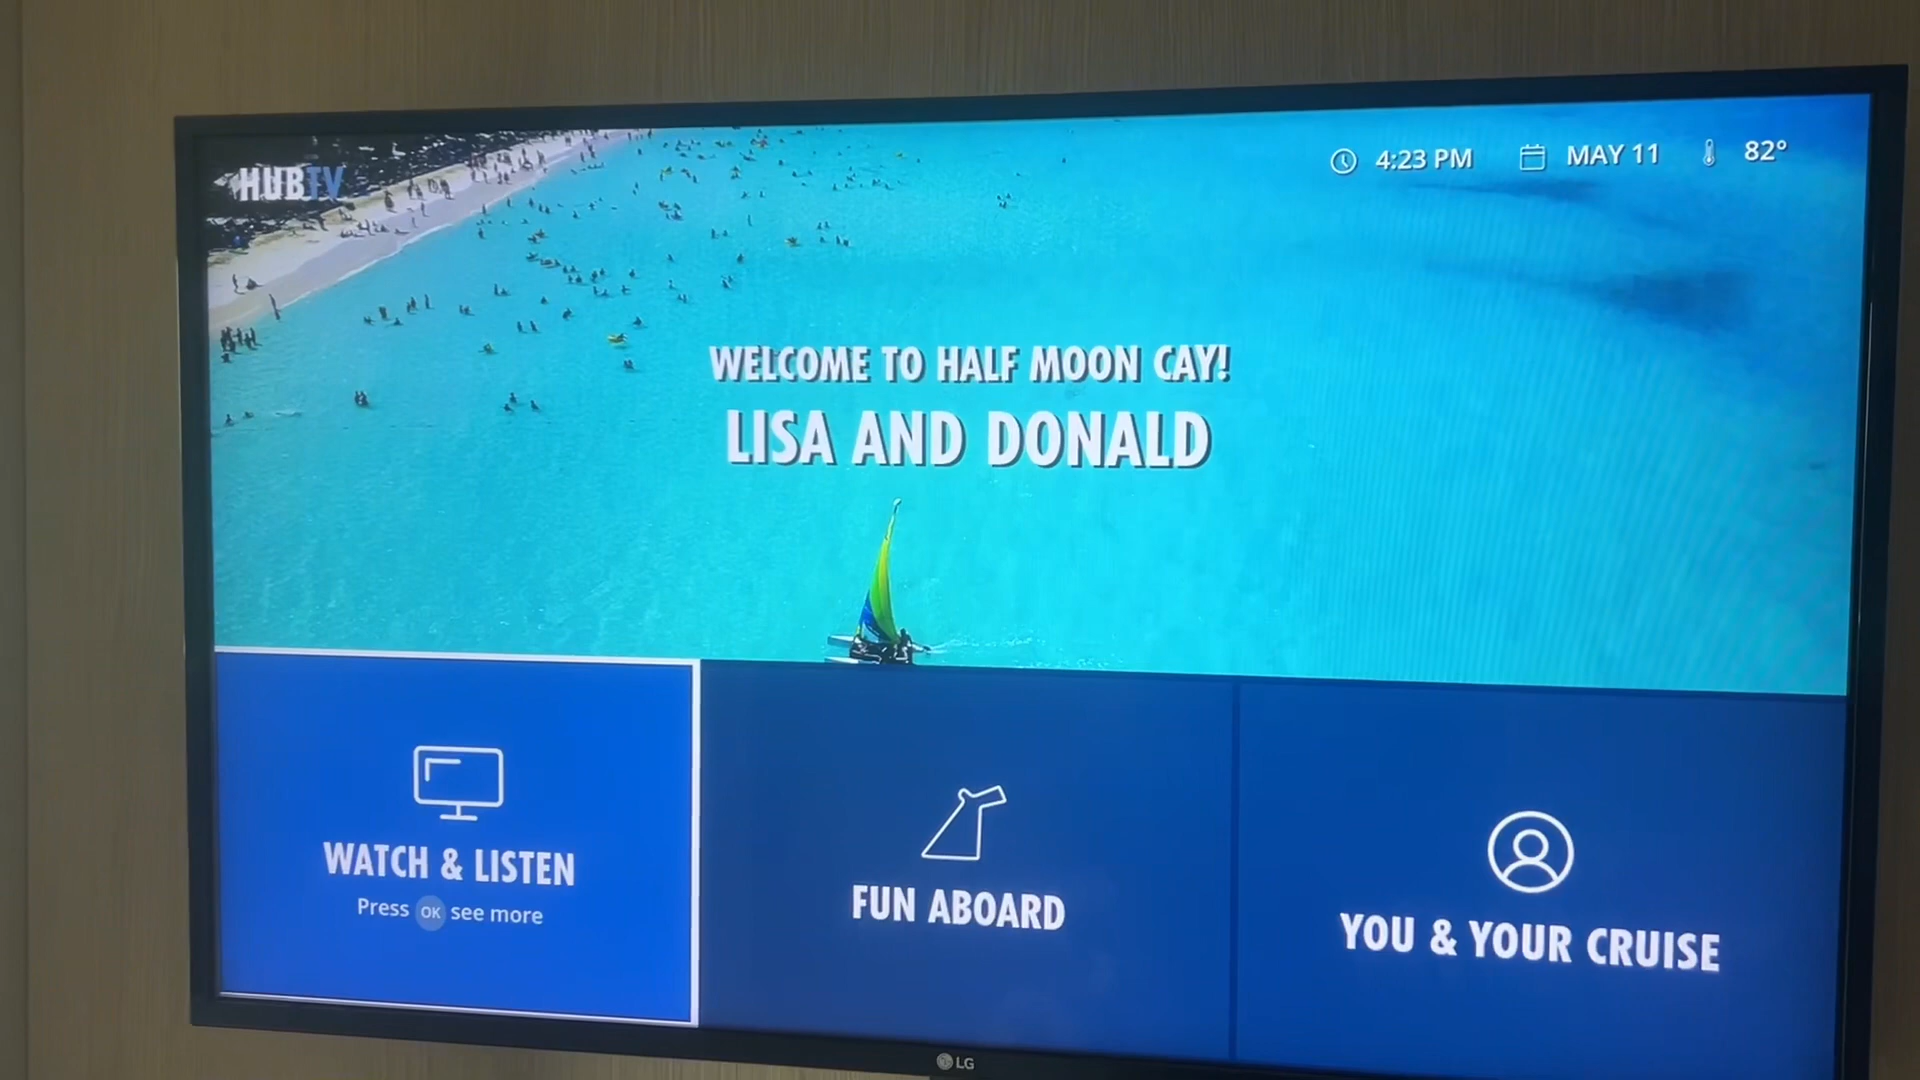 HUBTV
4:23 PM
MAY 11
82°
WELCOME TO HALF MOON CAY!
LISA AND DONALD
WATCH & LISTEN
Press OK see more
FUN ABOARD
YOU & YOUR CRUISE
LG